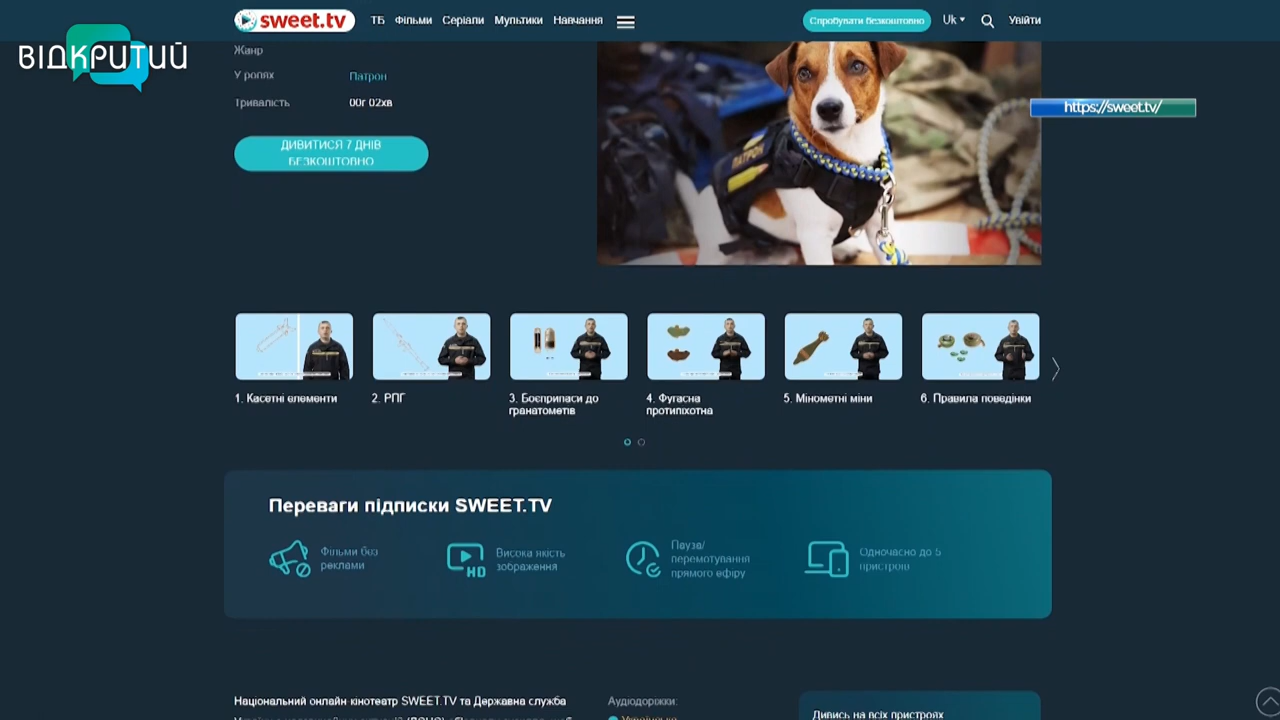 ВІДКРИТИЙ
sweet.tv
ТБ Фільми Серіали Мультики Навчання
Спробувати безкоштовно
Uk
Увійти
Жанр
У ролях Патрон
Тривалість 00г 02хв
ДИВИТИСЯ 7 ДНІВ
БЕЗКОШТОВНО
ПАТРОН
https://sweet.tv/
1. Касетні елементи
2. РПГ
3. Боєприпаси до
гранатометів
4. Фугасна
протипіхотна
5. Мінометні міни
6. Правила поведінки
Переваги підписки SWEET.TV
Фільми без
реклами
HD
Висока якість
зображення
Пауза/
перемотування
прямого ефіру
Одночасно до 5
пристроїв
Національний онлайн-кінотеатр SWEET.TV та Державна служба
Аудіодоріжки:
Українська
Дивись на всіх пристроях